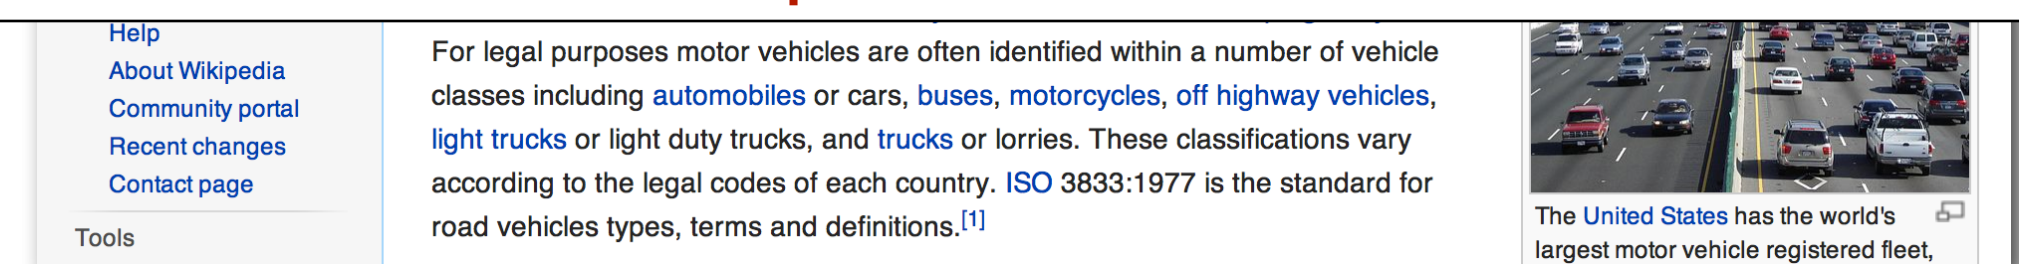 Help
About Wikipedia
Community portal
Recent changes
Contact page
Tools
For legal purposes motor vehicles are often identified within a number of vehicle
classes including automobiles or cars, buses, motorcycles, off highway vehicles,
light trucks or light duty trucks, and trucks or lorries. These classifications vary
according to the legal codes of each country. ISO 3833:1977 is the standard for
road vehicles types, terms and definitions.[1]
The United States has the world's
largest motor vehicle registered fleet,